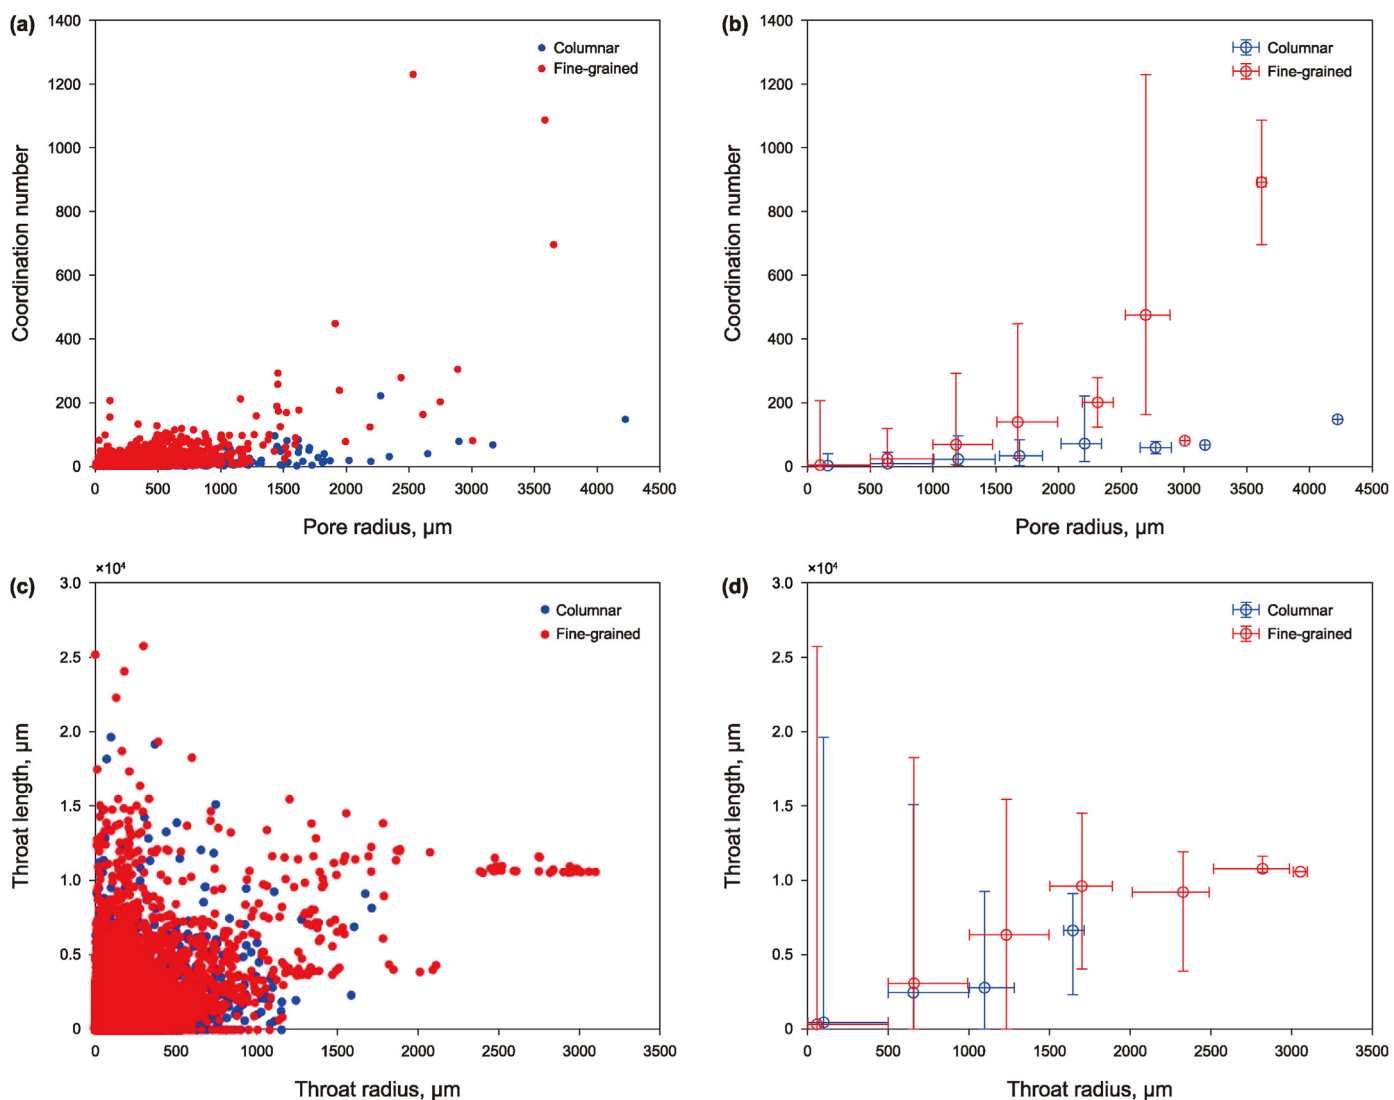 (a)
1400
1200
1000
800
600
400
200
0
Coordination number
Columnar
Fine-grained
0 500 1000 1500 2000 2500 3000 3500 4000 4500
Pore radius, µm
(b)
1400
1200
1000
800
600
400
200
0
Coordination number
Columnar
Fine-grained
0 500 1000 1500 2000 2500 3000 3500 4000 4500
Pore radius, µm
(c)
×10⁴
3.0
2.5
2.0
1.5
1.0
0.5
0
Throat length, µm
Columnar
Fine-grained
0 500 1000 1500 2000 2500 3000 3500
Throat radius, µm
(d)
×10⁴
3.0
2.5
2.0
1.5
1.0
0.5
0
Throat length, µm
Columnar
Fine-grained
0 500 1000 1500 2000 2500 3000 3500
Throat radius, µm